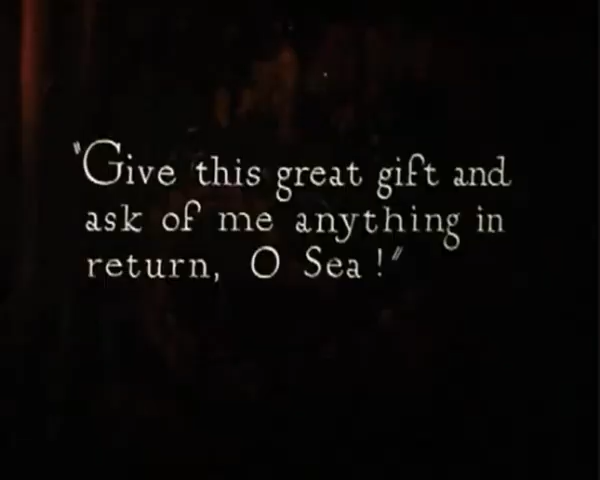 "Give this great gift and
ask of me anything in
return, O Sea!"